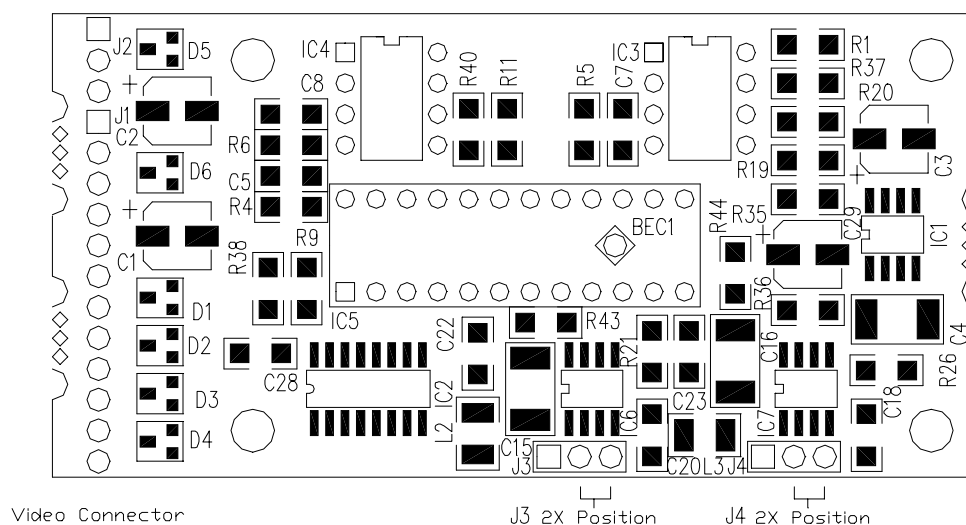 J2
D5
IC4
C8
R40
R11
R5
C7
IC3
R1
R37
R20
+
J1
C2
R6
D6
C5
R4
R19
C3
+
+
C1
R38
R9
BEC1
R44
R35
+
C29
IC1
D1
IC5
R43
R36
C4
D2
C28
C22
R21
C16
R26
D3
IC2
C23
C18
D4
L2
C15
C6
C20
L3
IC7
J3
J4
Video Connector
J3 2X Position
J4 2X Position